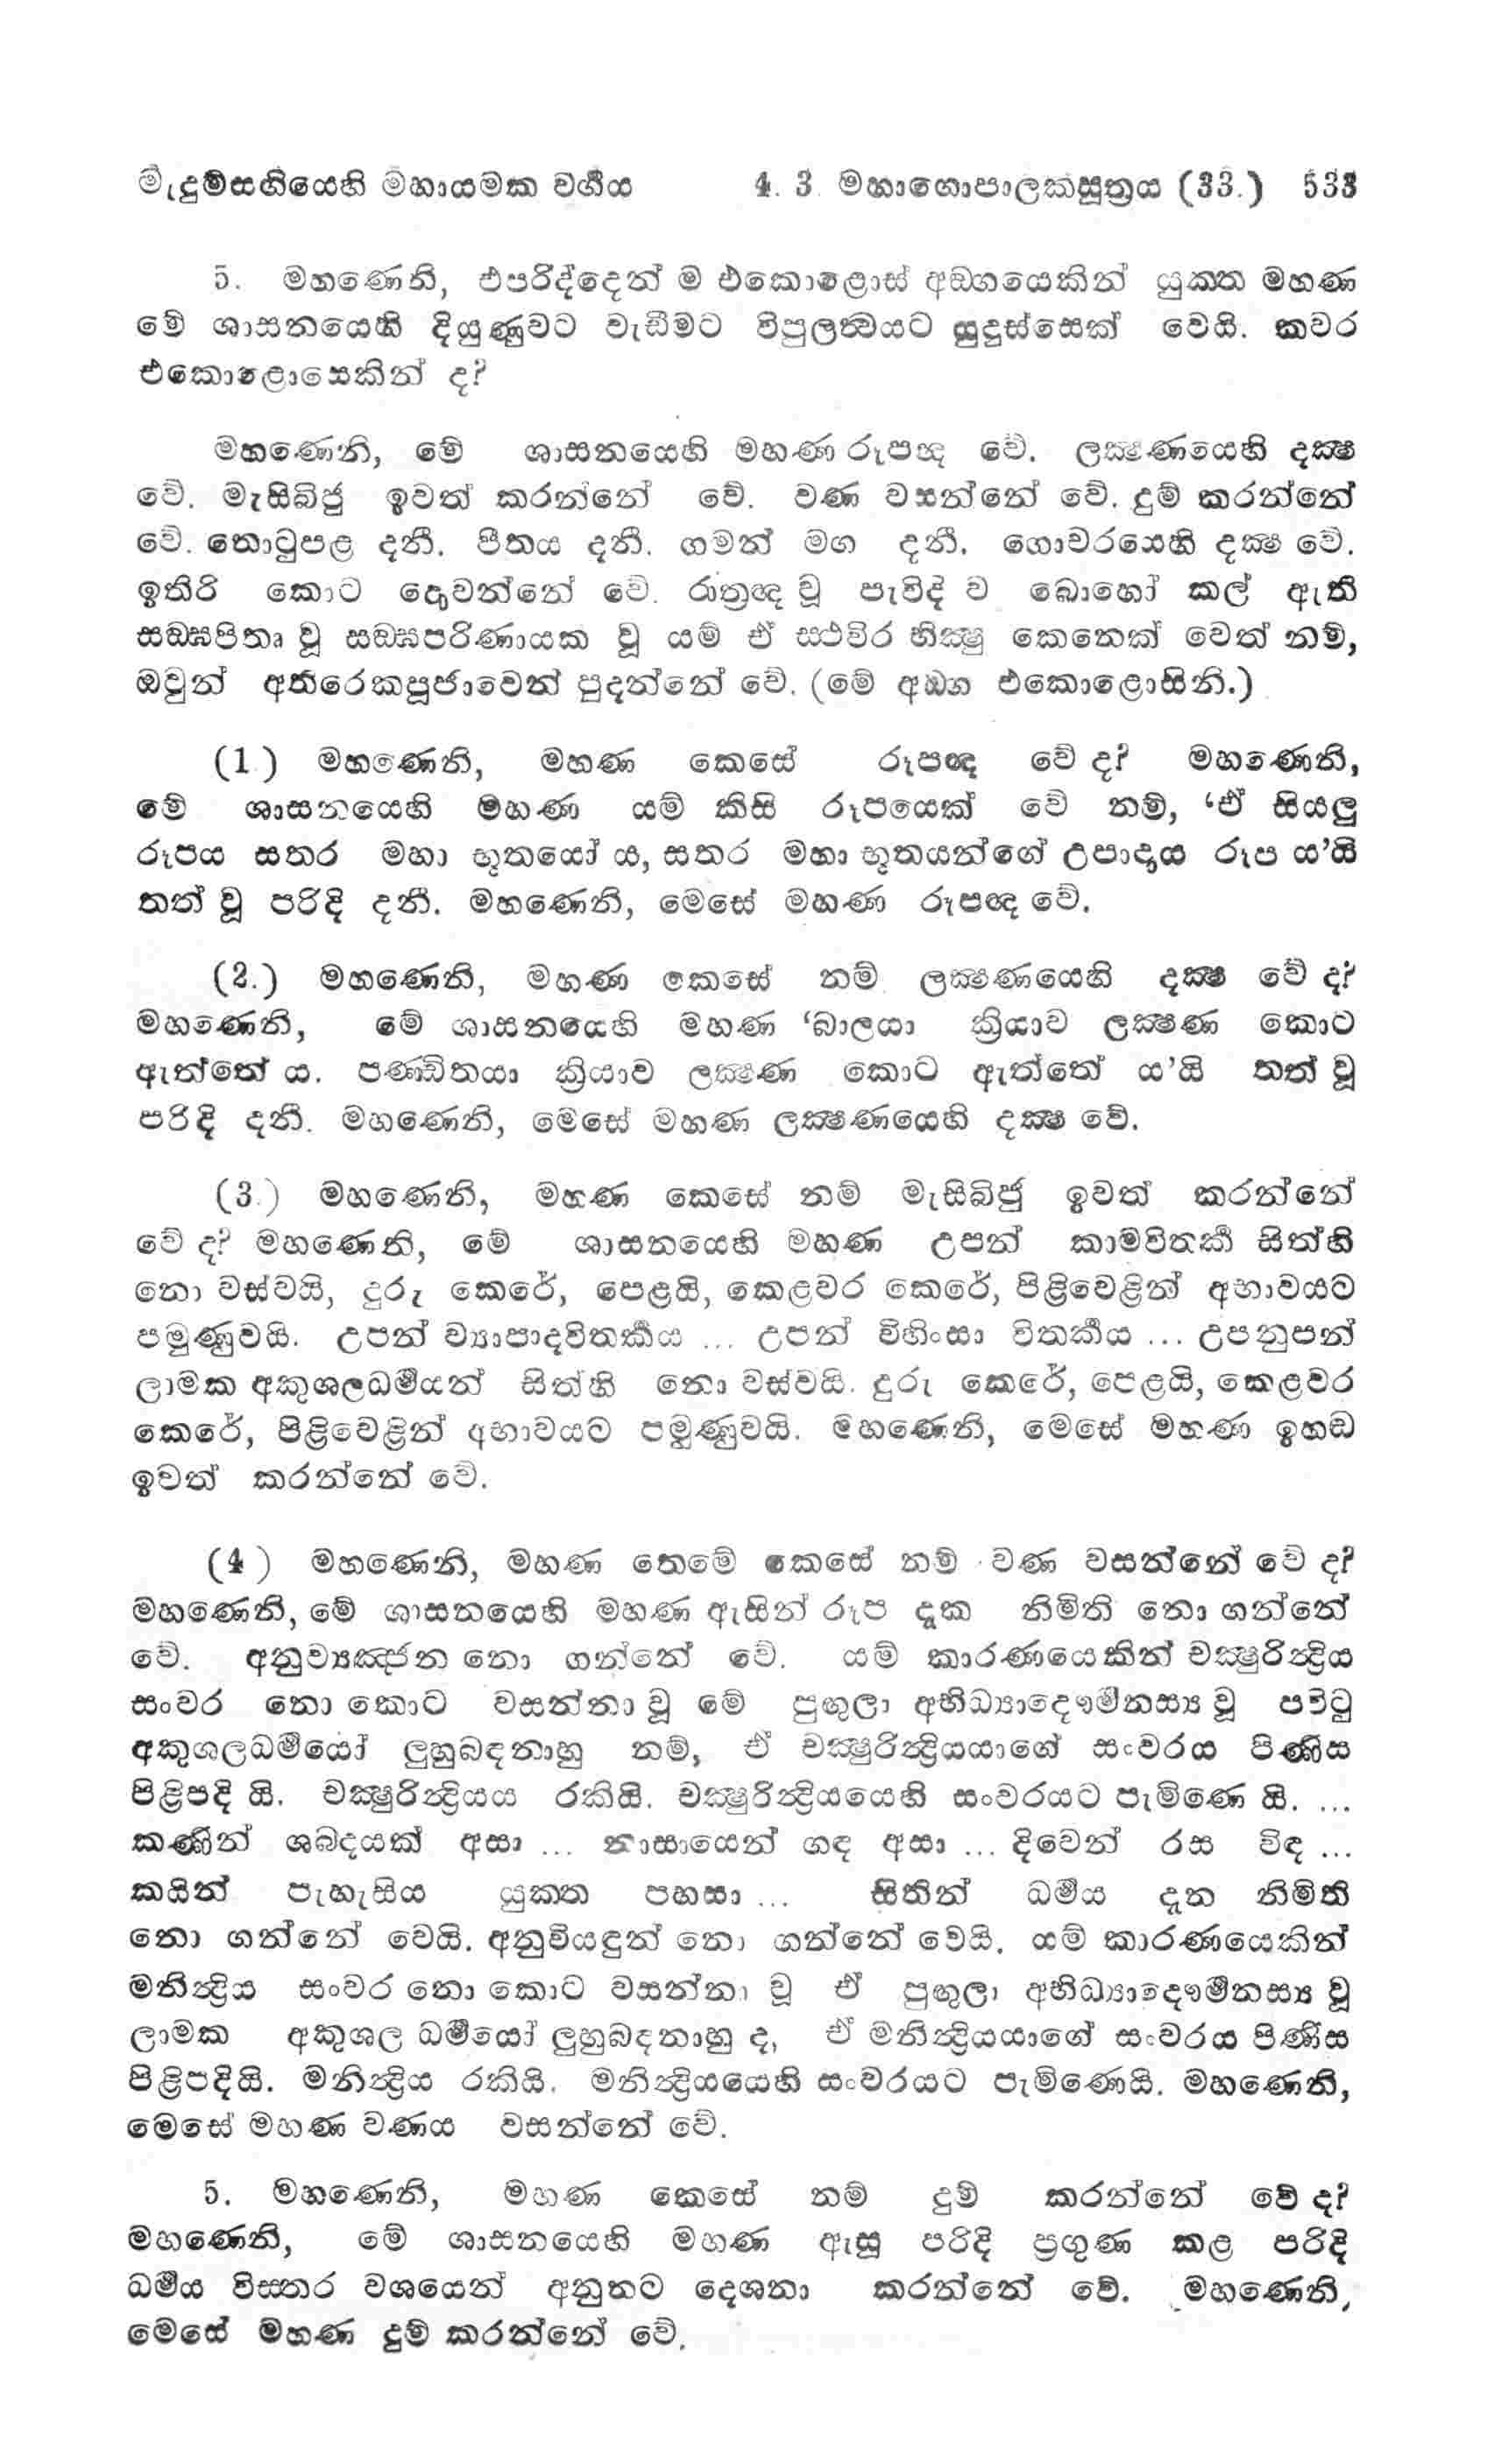 මැදුම්සඟියෙහි මහායමක වර්ගය 4. 3. මහාගොපාලකසූත්‍රය (33.) 533
5. මහණෙනි, එපරිද්දෙන් ම එකොළොස් අඞ්ගයෙකින් යුක්ත මහණ
මේ ශාසනයෙහි දියුණුවට වැඩීමට විපුලත්‍වයට සුදුස්සෙක් වෙයි. කවර
එකොළොසෙකින් ද?
මහණෙනි, මේ ශාසනයෙහි මහණ රූපඥ වේ. ලක්‍ෂණයෙහි දක්‍ෂ
වේ. මැසිබිජු ඉවත් කරන්නේ වේ. වණ වසන්නේ වේ. දුම් කරන්නේ
වේ. තොටුපළ දනී. පීතය දනී. ගමන් මග දනී. ගොචරයෙහි දක්‍ෂ වේ.
ඉතිරි කොට දොවන්නේ වේ. රාත්‍රඥ වූ පැවිදි ව බොහෝ කල් ඇති
සඞ්ඝපිතෘ වූ සඞ්ඝපරිණායක වූ යම් ඒ ස්ථවිර භික්‍ෂු කෙනෙක් වෙත් නම්,
ඔවුන් අතිරෙකපූජාවෙන් පුදන්නේ වේ. (මේ අඞ්ග එකොළොසිනි.)
(1.) මහණෙනි, මහණ කෙසේ රූපඥ වේ ද? මහණෙනි,
මේ ශාසනයෙහි මහණ යම් කිසි රූපයෙක් වේ නම්, ‘ඒ සියලු
රූපය සතර මහා භූතයෝ ය, සතර මහා භූතයන්ගේ උපාදාය රූප ය’යි
තත් වූ පරිදි දනී. මහණෙනි, මෙසේ මහණ රූපඥ වේ.
(2.) මහණෙනි, මහණ කෙසේ නම් ලක්‍ෂණයෙහි දක්‍ෂ වේ ද?
මහණෙනි, මේ ශාසනයෙහි මහණ ‘බාලයා ක්‍රියාව ලක්‍ෂණ කොට
ඇත්තේ ය. පණ්ඩිතයා ක්‍රියාව ලක්‍ෂණ කොට ඇත්තේ ය’යි තත් වූ
පරිදි දනී. මහණෙනි, මෙසේ මහණ ලක්‍ෂණයෙහි දක්‍ෂ වේ.
(3.) මහණෙනි, මහණ කෙසේ නම් මැසිබිජු ඉවත් කරන්නේ
වේ ද? මහණෙනි, මේ ශාසනයෙහි මහණ උපන් කාමවිතර්ක සිත්හි
නො වස්වයි, දුරු කෙරේ, පෙළයි, කෙළවර කෙරේ, පිළිවෙළින් අභාවයට
පමුණුවයි. උපන් ව්‍යාපාදවිතර්කය ... උපන් විහිංසා විතර්කය ... උපනුපන්
ලාමක අකුශලධර්‍මයන් සිත්හි නො වස්වයි. දුරු කෙරේ, පෙළයි, කෙළවර
කෙරේ, පිළිවෙළින් අභාවයට පමුණුවයි. මහණෙනි, මෙසේ මහණ ඉහඬ
ඉවත් කරන්නේ වේ.
(4.) මහණෙනි, මහණ තෙමේ කෙසේ නම් වණ වසන්නේ වේ ද?
මහණෙනි, මේ ශාසනයෙහි මහණ ඇසින් රූප දැක නිමිති නො ගන්නේ
වේ. අනුව්‍යඤ්ජන නො ගන්නේ වේ. යම් කාරණයෙකින් චක්‍ෂුරින්‍ද්‍රිය
සංවර නො කොට වසන්නා වූ මේ පුඟුලා අභිධ්‍යාදෞර්මනස්‍ය වූ පවිටු
අකුශලධර්‍මයෝ ලුහුබඳනාහු නම්, ඒ චක්‍ෂුරින්‍ද්‍රියයාගේ සංවරය පිණිස
පිළිපදි යි. චක්‍ෂුරින්‍ද්‍රියය රකියි. චක්‍ෂුරින්‍ද්‍රියයෙහි සංවරයට පැමිණෙ යි. ...
කණින් ශබ්දයක් අසා ... නාසායෙන් ගඳ අසා ... දිවෙන් රස විඳ ...
කයින් පැහැසිය යුක්ත පහසා ... සිතින් ධර්‍මය දැන නිමිති
නො ගන්නේ වෙයි. අනුවියඳුන් නො ගන්නේ වෙයි. යම් කාරණයෙකින්
මනින්‍ද්‍රිය සංවර නො කොට වසන්නා වූ ඒ පුඟුලා අභිධ්‍යාදෞර්මනස්‍ය වූ
ලාමක අකුශල ධර්‍මයෝ ලුහුබඳනාහු ද, ඒ මනින්‍ද්‍රියයාගේ සංවරය පිණිස
පිළිපදියි. මනින්‍ද්‍රිය රකියි. මනින්‍ද්‍රියයෙහි සංවරයට පැමිණෙයි. මහණෙනි,
මෙසේ මහණ වණය වසන්නේ වේ.
5. මහණෙනි, මහණ කෙසේ නම් දුම් කරන්නේ වේ ද?
මහණෙනි, මේ ශාසනයෙහි මහණ ඇසූ පරිදි ප්‍රගුණ කළ පරිදි
ධර්‍මය විස්තර වශයෙන් අනුනට දෙශනා කරන්නේ වේ. මහණෙනි,
මෙසේ මහණ දුම් කරන්නේ වේ.